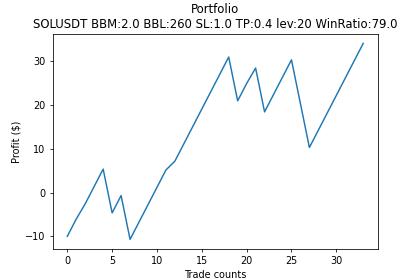 Portfolio
SOLUSDT BBM:2.0 BBL:260 SL:1.0 TP:0.4 lev:20 WinRatio:79.0
30
20
10
0
−10
Profit ($)
0 5 10 15 20 25 30
Trade counts